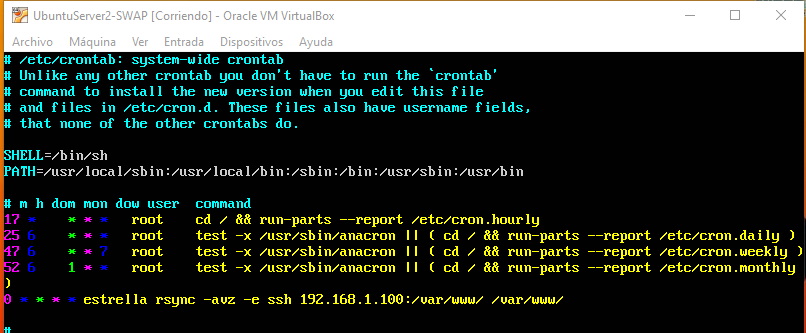 UbuntuServer2-SWAP [Corriendo] - Oracle VM VirtualBox
Archivo Máquina Ver Entrada Dispositivos Ayuda
# /etc/crontab: system-wide crontab
# Unlike any other crontab you don't have to run the `crontab'
# command to install the new version when you edit this file
# and files in /etc/cron.d. These files also have username fields,
# that none of the other crontabs do.
SHELL=/bin/sh
PATH=/usr/local/sbin:/usr/local/bin:/sbin:/bin:/usr/sbin:/usr/bin
# m h dom mon dow user  command
17 *    * * *   root    cd / && run-parts --report /etc/cron.hourly
25 6    * * *   root    test -x /usr/sbin/anacron || ( cd / && run-parts --report /etc/cron.daily )
47 6    * * 7   root    test -x /usr/sbin/anacron || ( cd / && run-parts --report /etc/cron.weekly )
52 6    1 * *   root    test -x /usr/sbin/anacron || ( cd / && run-parts --report /etc/cron.monthly
)
0 * * * * estrella rsync -avz -e ssh 192.168.1.100:/var/www/ /var/www/
#